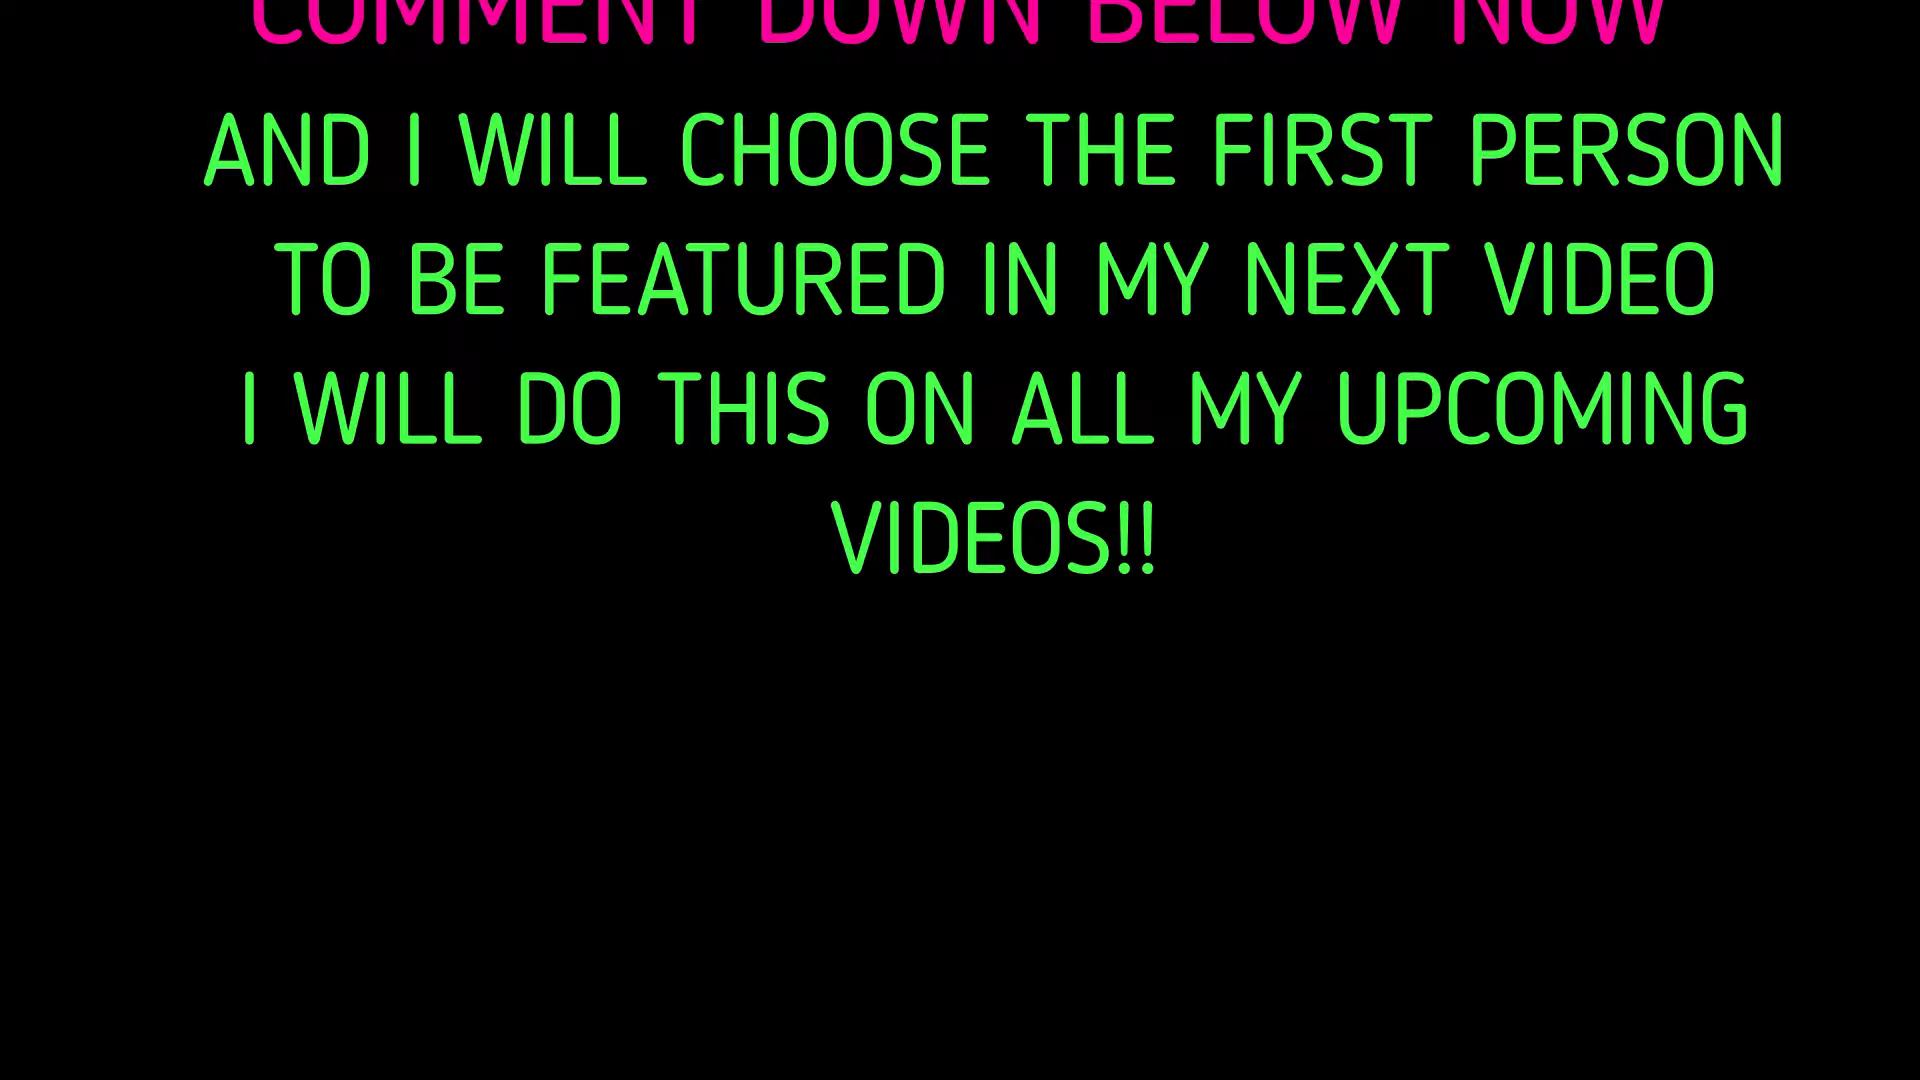 COMMENT DOWN BELOW NOW
AND I WILL CHOOSE THE FIRST PERSON
TO BE FEATURED IN MY NEXT VIDEO
I WILL DO THIS ON ALL MY UPCOMING
VIDEOS!!